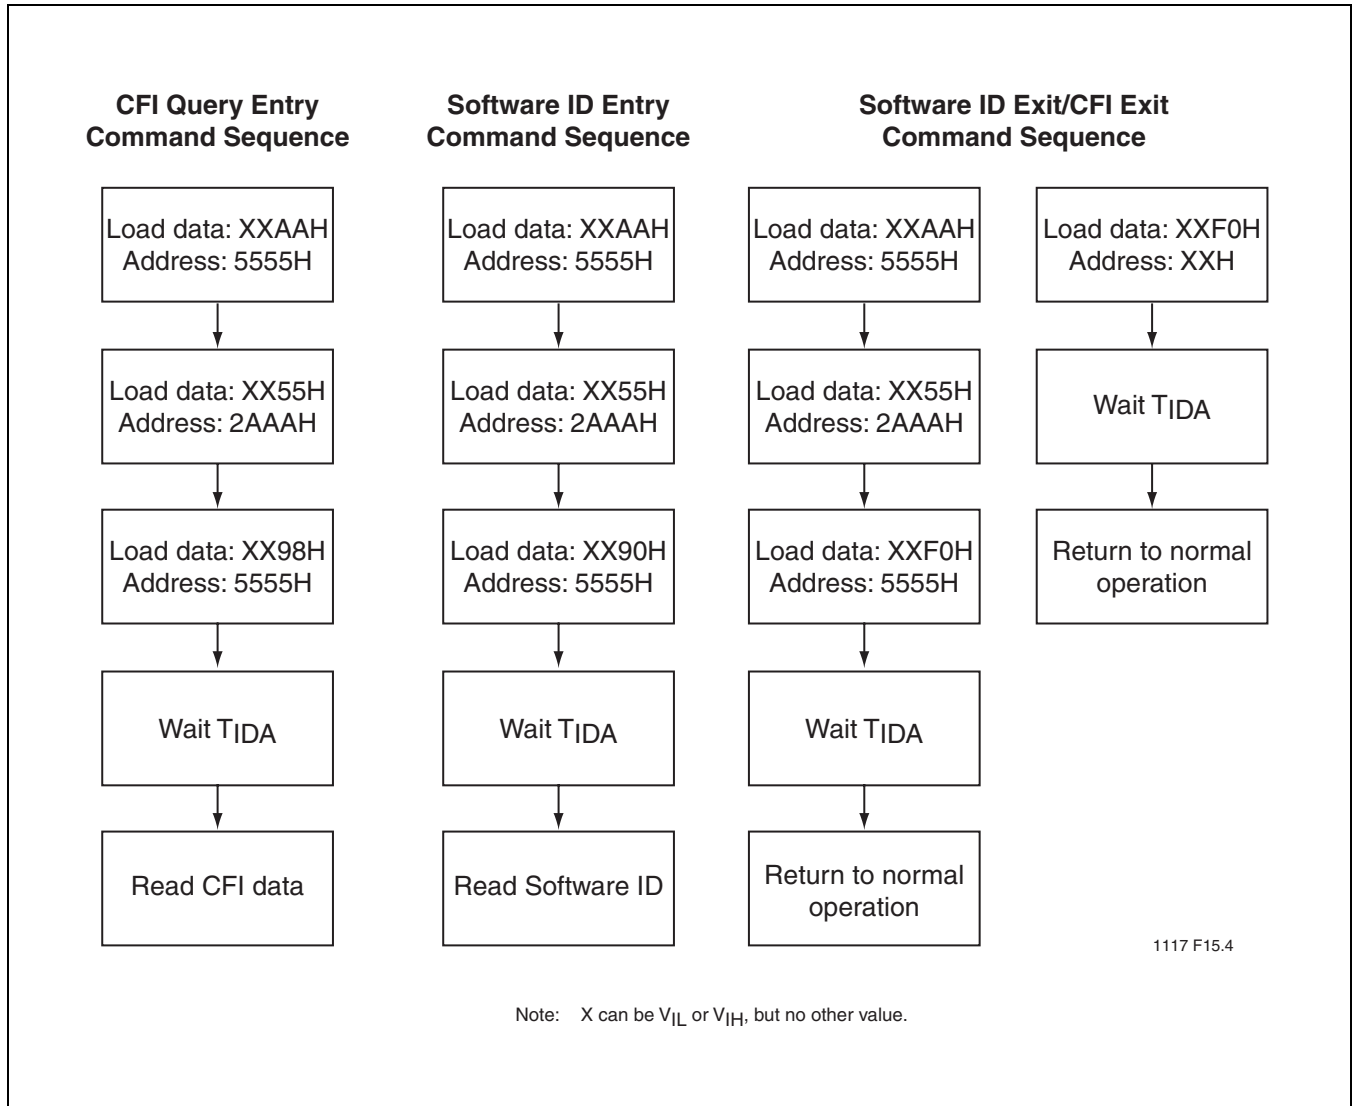 CFI Query Entry
Command Sequence
Load data: XXAAH
Address: 5555H
Load data: XX55H
Address: 2AAAH
Load data: XX98H
Address: 5555H
Wait TIDA
Read CFI data
Software ID Entry
Command Sequence
Load data: XXAAH
Address: 5555H
Load data: XX55H
Address: 2AAAH
Load data: XX90H
Address: 5555H
Wait TIDA
Read Software ID
Software ID Exit/CFI Exit
Command Sequence
Load data: XXAAH
Address: 5555H
Load data: XX55H
Address: 2AAAH
Load data: XXF0H
Address: 5555H
Wait TIDA
Return to normal
operation
Load data: XXF0H
Address: XXH
Wait TIDA
Return to normal
operation
1117 F15.4
Note: X can be VIL or VIH, but no other value.